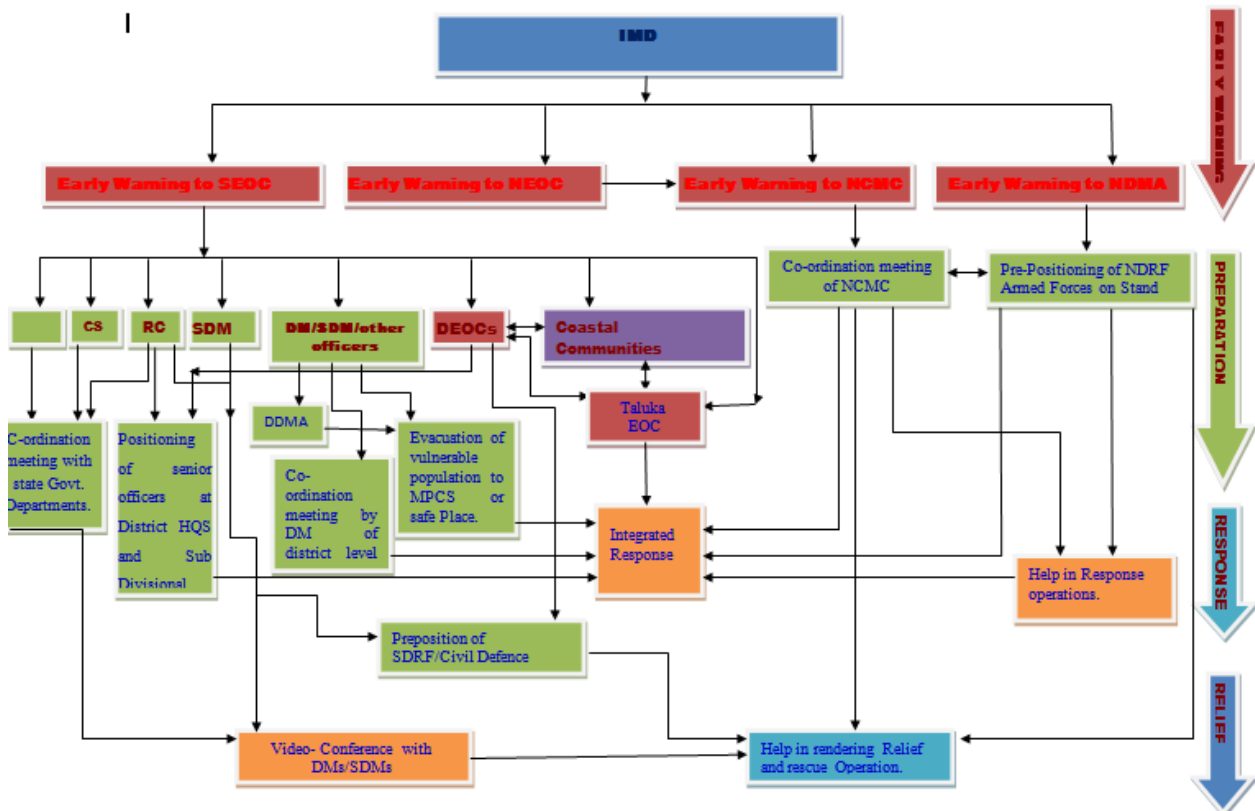 I
IMD
EARLY WARNING
Early Warning to SEOC
Early Warning to NEOC
Early Warning to NCMC
Early Warning to NDMA
PREPARATION
Co-ordination meeting
of NCMC
Pre-Positioning of NDRF
Armed Forces on Stand
CS
RC
SDM
DM/SDM/other
officers
DEOCs
Coastal
Communities
DDMA
Taluka
EOC
C-ordination
meeting with
state Govt.
Departments.
Positioning
of senior
officers at
District HQS
and Sub
Divisional
Co-
ordination
meeting by
DM of
district level
Evacuation of
vulnerable
population to
MPCS or
safe Place.
Integrated
Response
RESPONSE
Help in Response
operations.
Preposition of
SDRF/Civil Defence
RELIEF
Video- Conference with
DMs/SDMs
Help in rendering Relief
and rescue Operation.